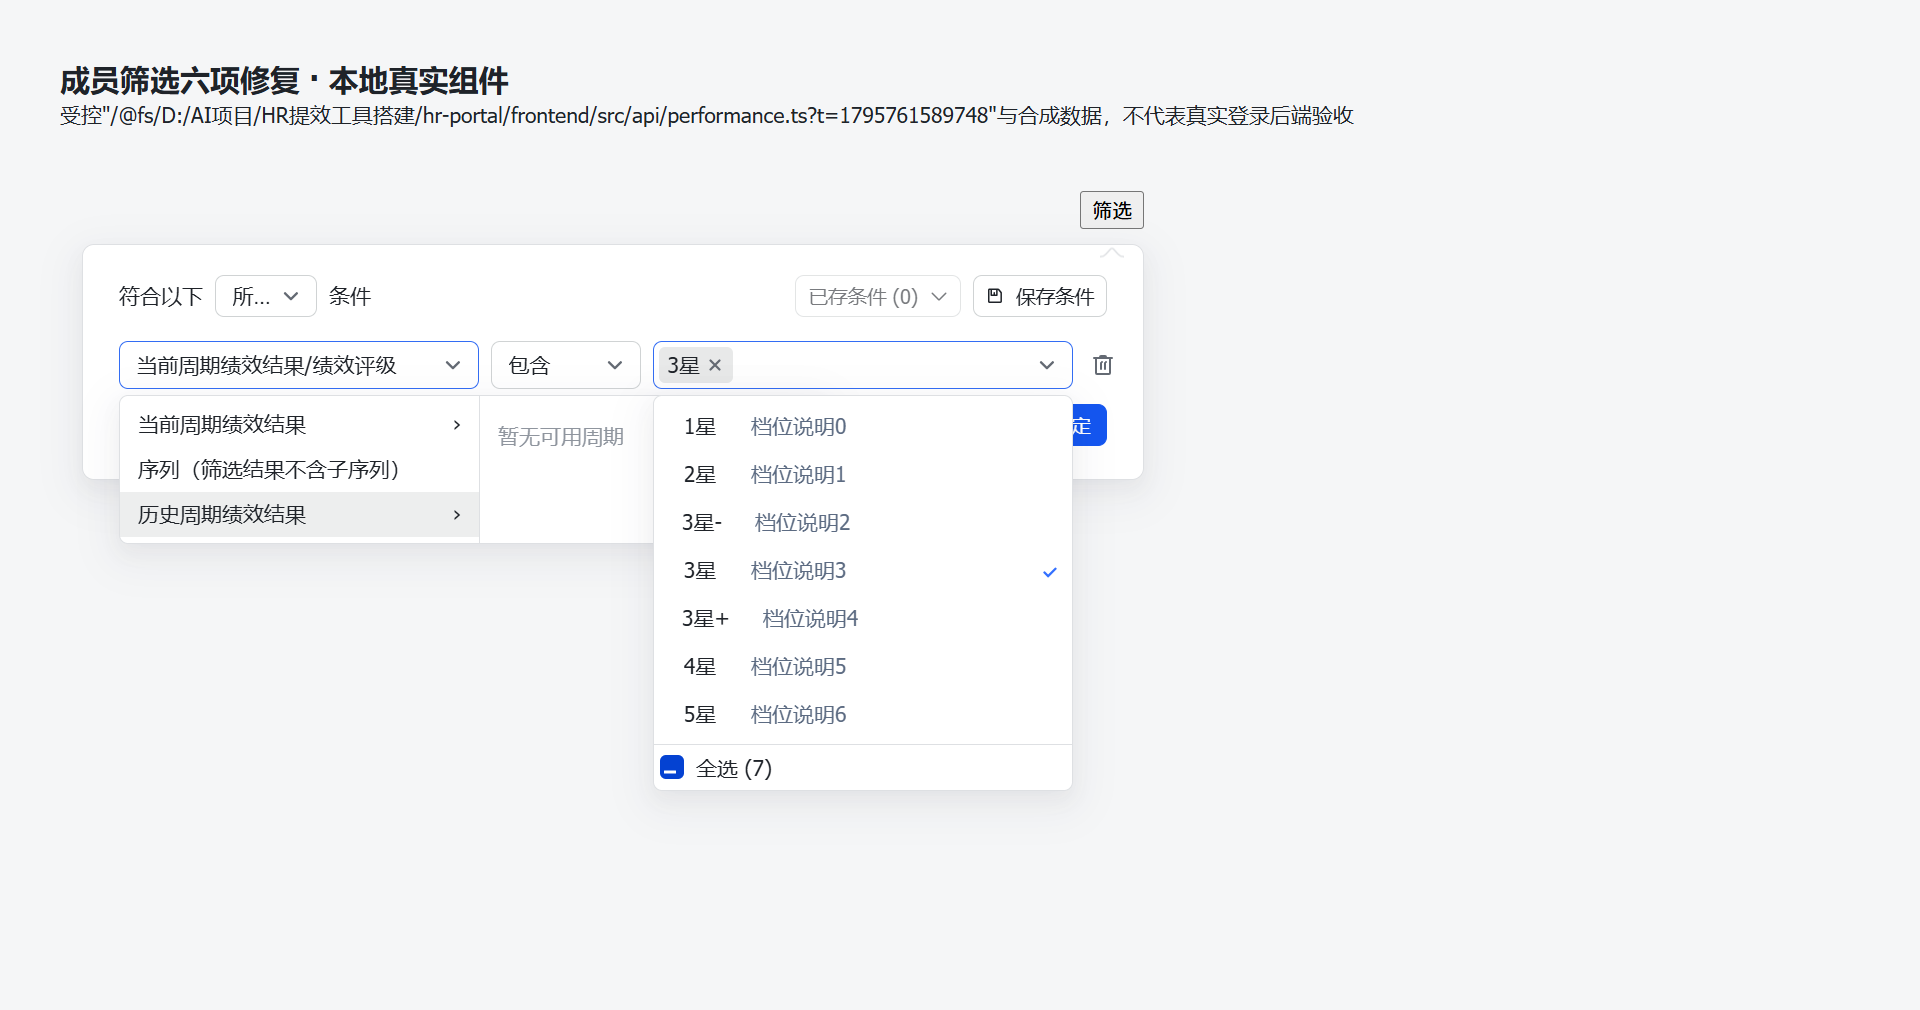 成员筛选六项修复 · 本地真实组件
受控"/@fs/D:/AI项目/HR提效工具搭建/hr-portal/frontend/src/api/performance.ts?t=1795761589748"与合成数据，不代表真实登录后端验收
筛选
符合以下 所... 条件 已存条件 (0) 保存条件
当前周期绩效结果/绩效评级 包含 3星
当前周期绩效结果
序列（筛选结果不含子序列）
历史周期绩效结果
暂无可用周期
定
1星 档位说明0
2星 档位说明1
3星- 档位说明2
3星 档位说明3
3星+ 档位说明4
4星 档位说明5
5星 档位说明6
全选 (7)